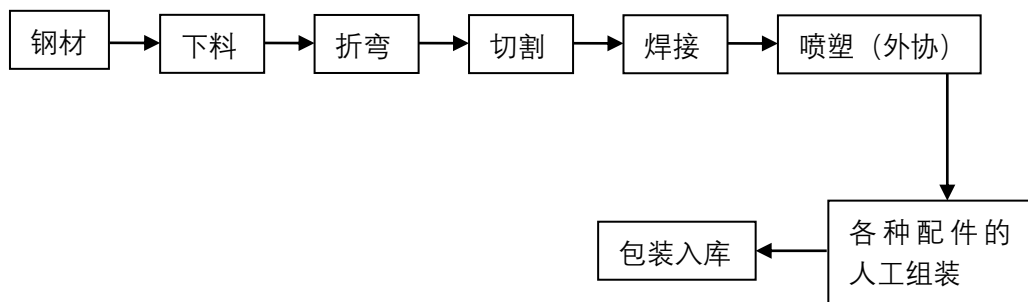 钢材
下料
折弯
切割
焊接
喷塑（外协）
各种配件的
人工组装
包装入库